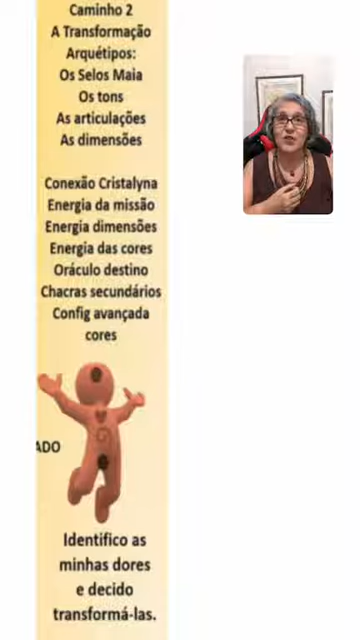 Caminho 2
A Transformação
Arquétipos:
Os Selos Maia
Os tons
As articulações
As dimensões
Conexão Cristalyna
Energia da missão
Energia dimensões
Energia das cores
Oráculo destino
Chacras secundários
Config avançada
cores
ADO
Identifico as
minhas dores
e decido
transformá-las.